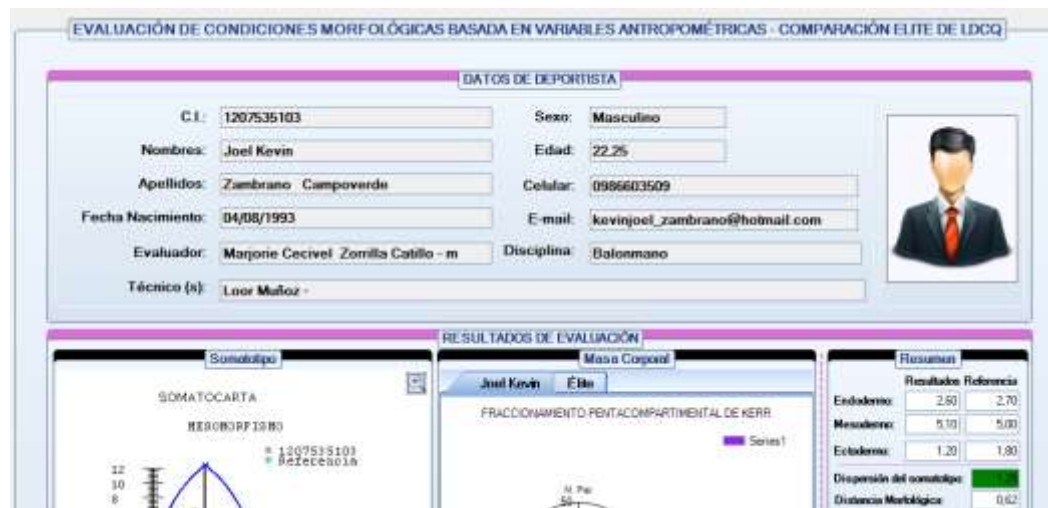 EVALUACIÓN DE CONDICIONES MORFOLÓGICAS BASADA EN VARIABLES ANTROPOMÉTRICAS - COMPARACIÓN ELITE DE LDCQ
DATOS DE DEPORTISTA
C.I.: 1207535103 Sexo: Masculino
Nombres: Joel Kevin Edad: 22.25
Apellidos: Zambrano Campoverde Celular: 0986603509
Fecha Nacimiento: 04/08/1993 E-mail: kevinjoel_zambrano@hotmail.com
Evaluador: Marjorie Cecivel Zorrilla Catillo - m Disciplina: Balonmano
Técnico (s): Loor Muñoz -
RESULTADOS DE EVALUACIÓN
Somatotipo
SOMATOCARTA
MESOMORFISMO
1207535103
Referencia
12
10
8
Masa Corporal
Joel Kevin Élite
FRACCIONAMIENTO PENTACOMPARTIMENTAL DE KERR
Series1
50
Resumen
Resultados Referencia
Endodermo: 2,60 2,70
Mesodermo: 5,10 5,00
Ectodermo: 1,20 1,80
Dispersión del somatotipo:
Distancia Morfológica: 0,62